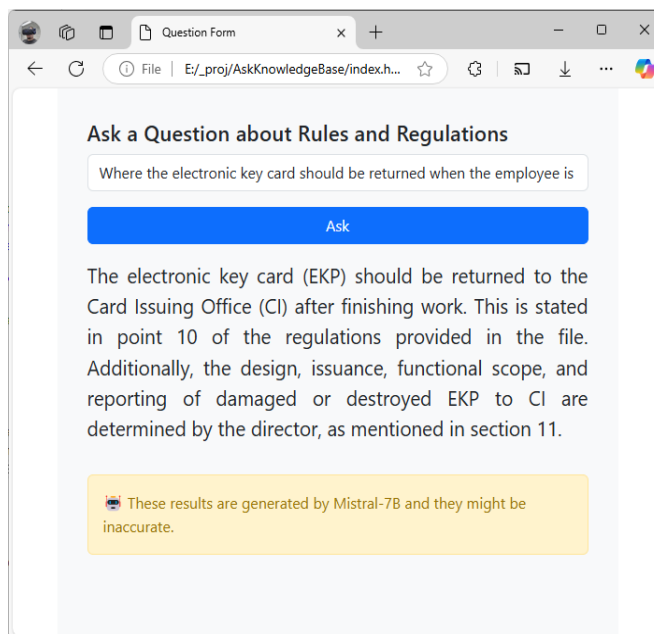 Question Form
File
E:/_proj/AskKnowledgeBase/index.h...
Ask a Question about Rules and Regulations
Where the electronic key card should be returned when the employee is
Ask
The electronic key card (EKP) should be returned to the
Card Issuing Office (CI) after finishing work. This is stated
in point 10 of the regulations provided in the file.
Additionally, the design, issuance, functional scope, and
reporting of damaged or destroyed EKP to CI are
determined by the director, as mentioned in section 11.
🤖 These results are generated by Mistral-7B and they might be
inaccurate.